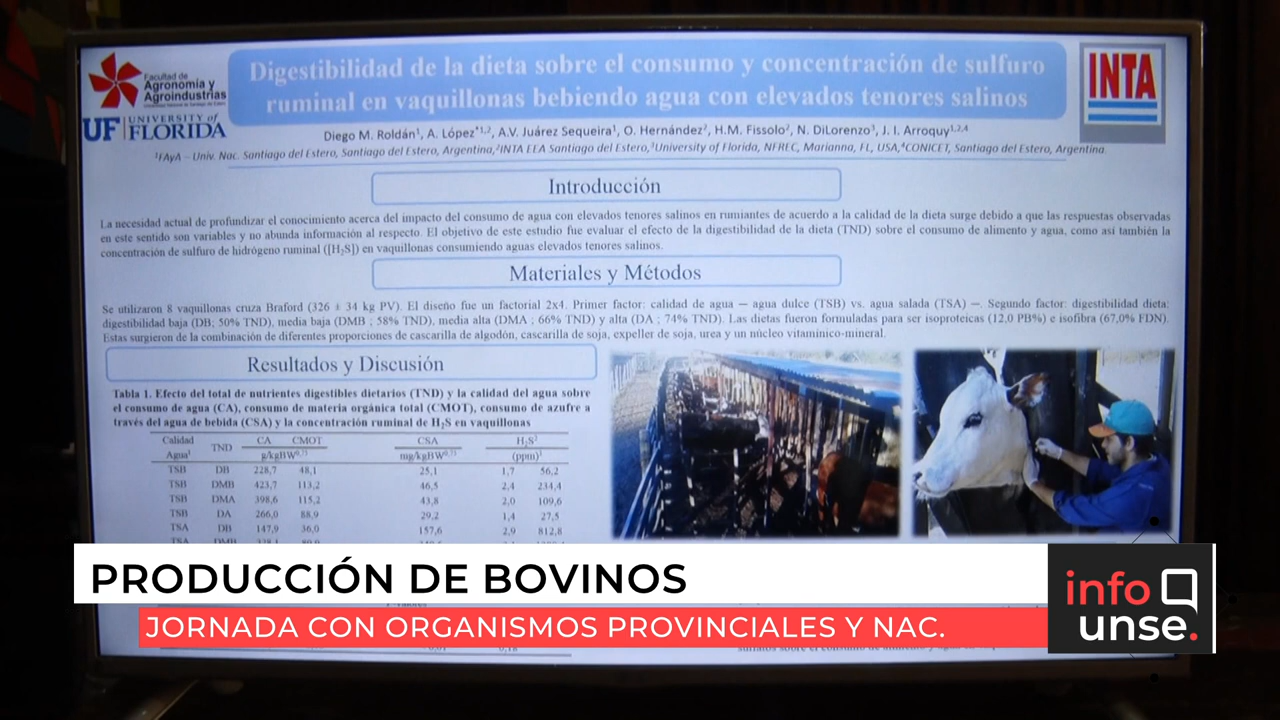 Facultad de
Agronomía y
Agroindustrias
UF UNIVERSITY of
FLORIDA
Digestibilidad de la dieta sobre el consumo y concentración de sulfuro
ruminal en vaquillonas bebiendo agua con elevados tenores salinos
INTA
Diego M. Roldán¹, A. López*¹,², A.V. Juárez Sequeira¹, O. Hernández², H.M. Fissolo², N. DiLorenzo³, J. I. Arroquy¹,²,⁴
¹FAyA – Univ. Nac. Santiago del Estero, Santiago del Estero, Argentina,²INTA EEA Santiago del Estero,³University of Florida, NFREC, Marianna, FL, USA,⁴CONICET, Santiago del Estero, Argentina.
Introducción
La necesidad actual de profundizar el conocimiento acerca del impacto del consumo de agua con elevados tenores salinos en rumiantes de acuerdo a la calidad de la dieta surge debido a que las respuestas observadas
en este sentido son variables y no abunda información al respecto. El objetivo de este estudio fue evaluar el efecto de la digestibilidad de la dieta (TND) sobre el consumo de alimento y agua, como así también la
concentración de sulfuro de hidrógeno ruminal ([H₂S]) en vaquillonas consumiendo aguas elevados tenores salinos.
Materiales y Métodos
Se utilizaron 8 vaquillonas cruza Braford (326 ± 34 kg PV). El diseño fue un factorial 2x4. Primer factor: calidad de agua — agua dulce (TSB) vs. agua salada (TSA) —. Segundo factor: digestibilidad dieta:
digestibilidad baja (DB; 50% TND), media baja (DMB ; 58% TND), media alta (DMA ; 66% TND) y alta (DA ; 74% TND). Las dietas fueron formuladas para ser isoproteicas (12,0 PB%) e isofibra (67,0% FDN).
Estas surgieron de la combinación de diferentes proporciones de cascarilla de algodón, cascarilla de soja, expeller de soja, urea y un núcleo vitamínico-mineral.
Resultados y Discusión
Tabla 1. Efecto del total de nutrientes digestibles dietarios (TND) y la calidad del agua sobre
el consumo de agua (CA), consumo de materia orgánica total (CMOT), consumo de azufre a
través del agua de bebida (CSA) y la concentración ruminal de H₂S en vaquillonas
Calidad TND CA CMOT CSA H₂S²
Agua¹ g/kgBW⁰·⁷⁵ mg/kgBW⁰·⁷⁵ (ppm)³
TSB DB 228,7 48,1 25,1 1,7 56,2
TSB DMB 423,7 113,2 46,5 2,4 234,4
TSB DMA 398,6 115,2 43,8 2,0 109,6
TSB DA 266,0 88,9 29,2 1,4 27,5
TSA DB 147,9 36,0 157,6 2,9 812,8
TSA DMB
PRODUCCIÓN DE BOVINOS
JORNADA CON ORGANISMOS PROVINCIALES Y NAC.
info
unse.